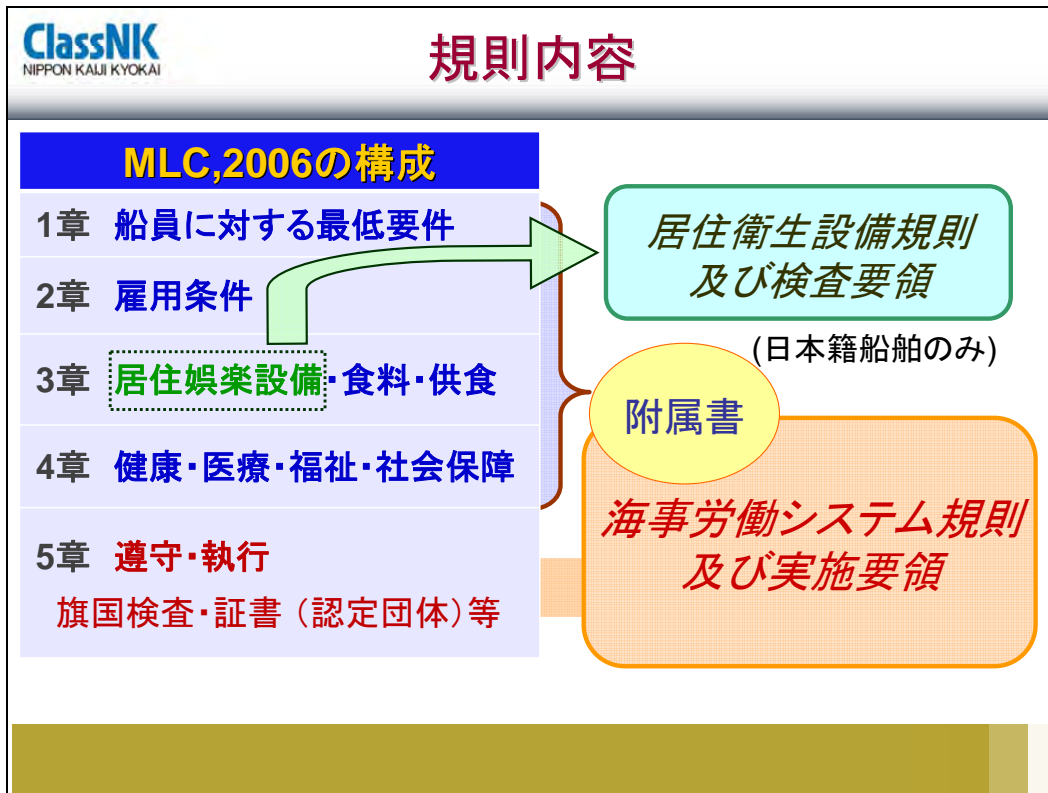 ClassNK
NIPPON KAIJI KYOKAI
規則内容
MLC,2006の構成
1章 船員に対する最低要件
2章 雇用条件
3章 居住娯楽設備・食料・供食
4章 健康・医療・福祉・社会保障
5章 遵守・執行
旗国検査・証書（認定団体）等
居住衛生設備規則
及び検査要領
(日本籍船舶のみ)
附属書
海事労働システム規則
及び実施要領